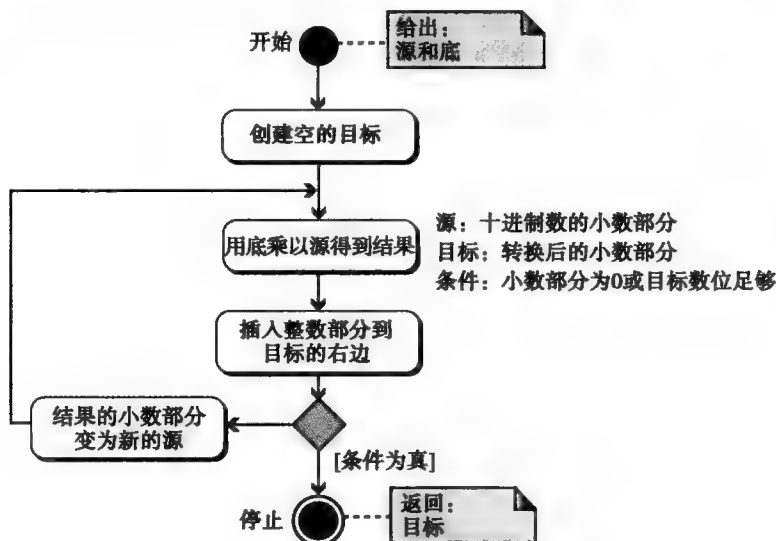 开始
给出：
源和底
创建空的目标
用底乘以源得到结果
源：十进制数的小数部分
目标：转换后的小数部分
条件：小数部分为0或目标数位足够
插入整数部分到
目标的右边
结果的小数部分
变为新的源
[条件为真]
停止
返回：
目标